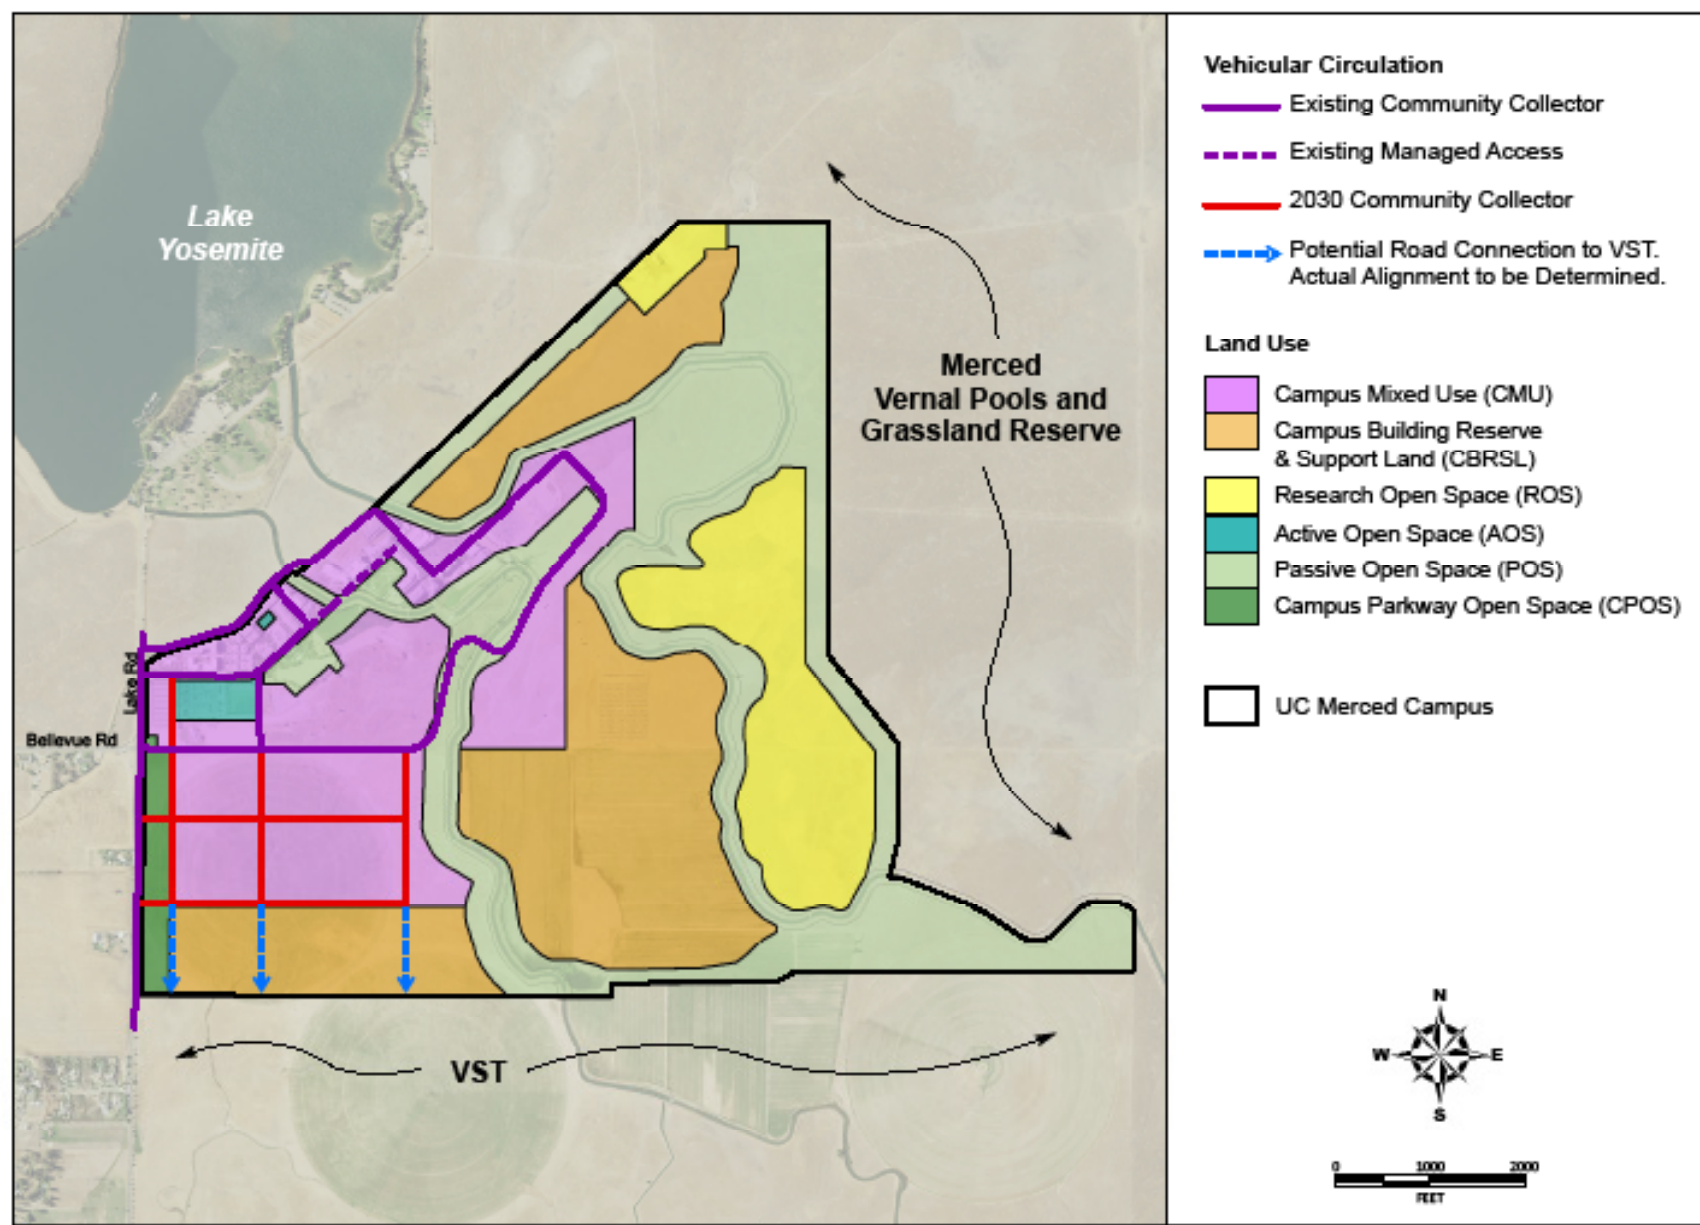 Lake
Yosemite
Merced
Vernal Pools and
Grassland Reserve
Lake Rd
Bellevue Rd
VST
Vehicular Circulation
Existing Community Collector
Existing Managed Access
2030 Community Collector
Potential Road Connection to VST.
Actual Alignment to be Determined.
Land Use
Campus Mixed Use (CMU)
Campus Building Reserve
& Support Land (CBRSL)
Research Open Space (ROS)
Active Open Space (AOS)
Passive Open Space (POS)
Campus Parkway Open Space (CPOS)
UC Merced Campus
N
W E
S
0 1000 2000
FEET